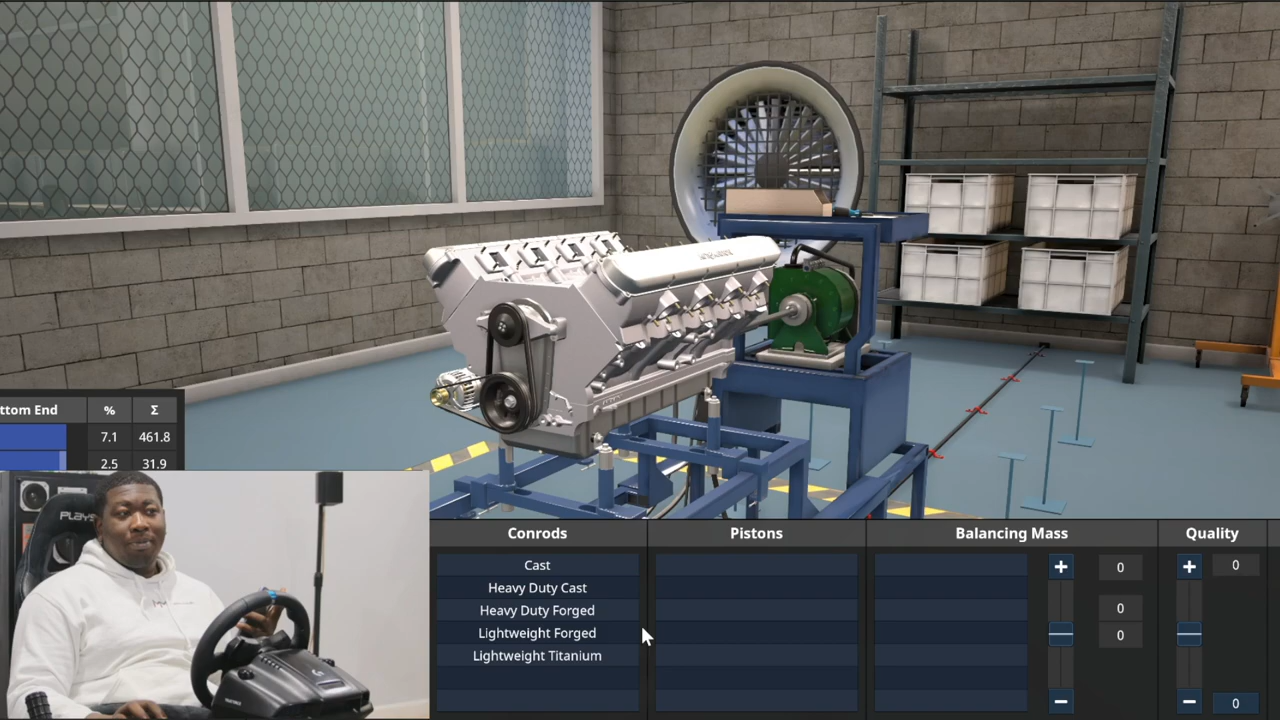 ttom End % Σ
7.1 461.8
2.5 31.9
PLAYS
Conrods Pistons Balancing Mass Quality
Cast 0 0
Heavy Duty Cast
Heavy Duty Forged 0
Lightweight Forged 0
Lightweight Titanium
0